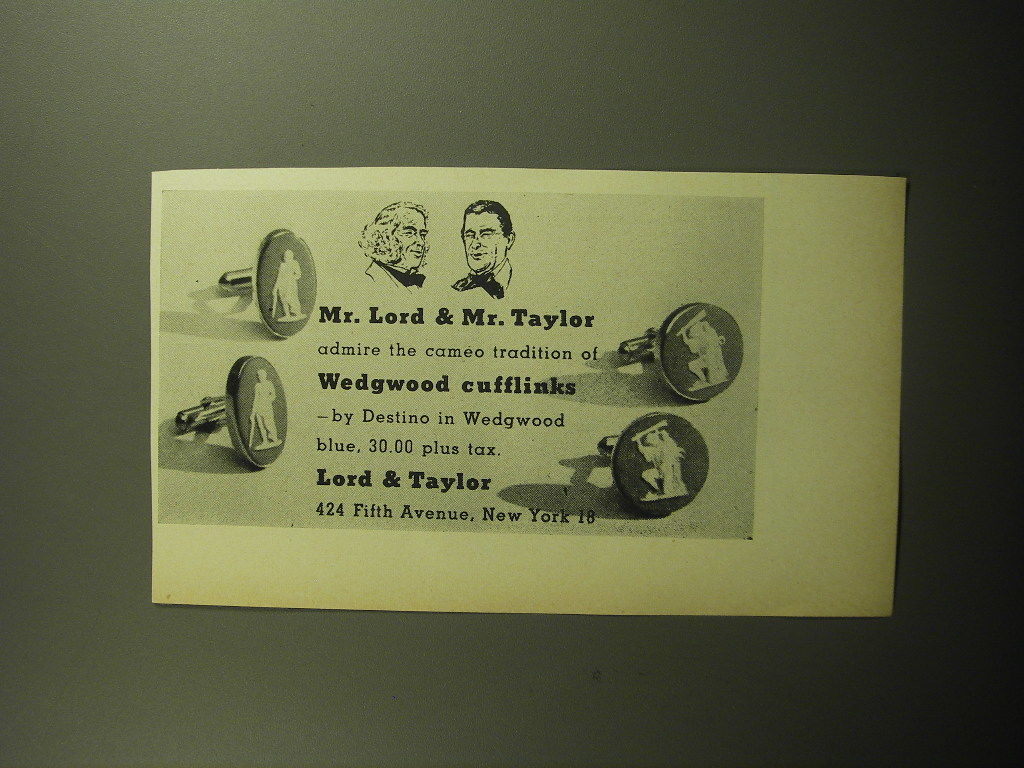 Mr. Lord & Mr. Taylor
admire the cameo tradition of
Wedgwood cufflinks
—by Destino in Wedgwood
blue, 30.00 plus tax.
Lord & Taylor
424 Fifth Avenue, New York 18